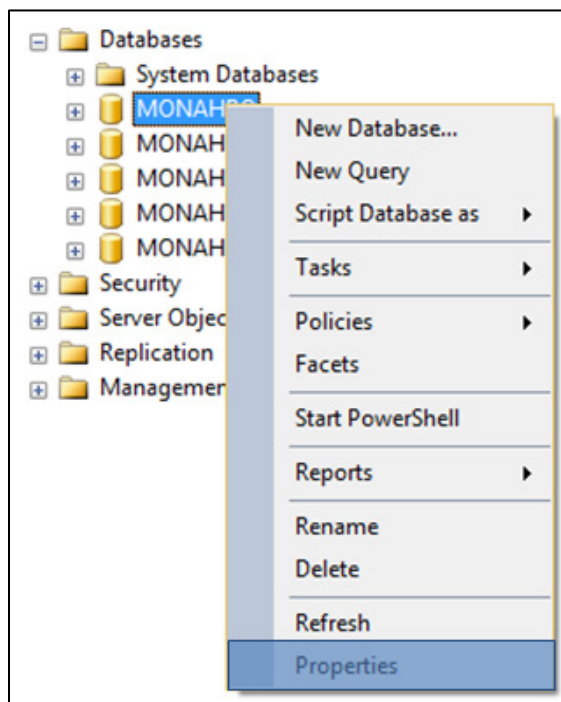 Databases
System Databases
MONAH
MONAH
MONAH
MONAH
MONAH
Security
Server Objec
Replication
Managemen
New Database...
New Query
Script Database as
Tasks
Policies
Facets
Start PowerShell
Reports
Rename
Delete
Refresh
Properties